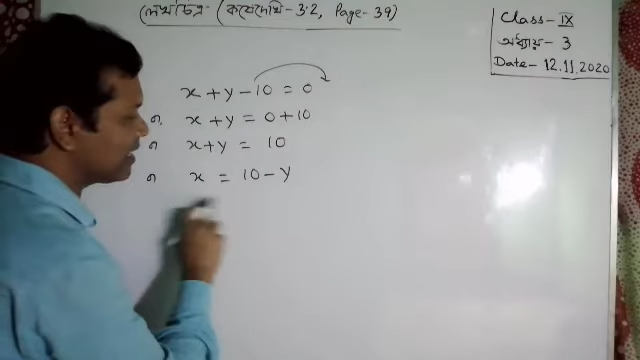 লেখচিত্র (কষেদেখি-3.2, Page-39)
Class-IX
অধ্যায়-3
Date-12.11.2020
x+y-10=0
বা x+y=0+10
বা x+y=10
বা x=10-y